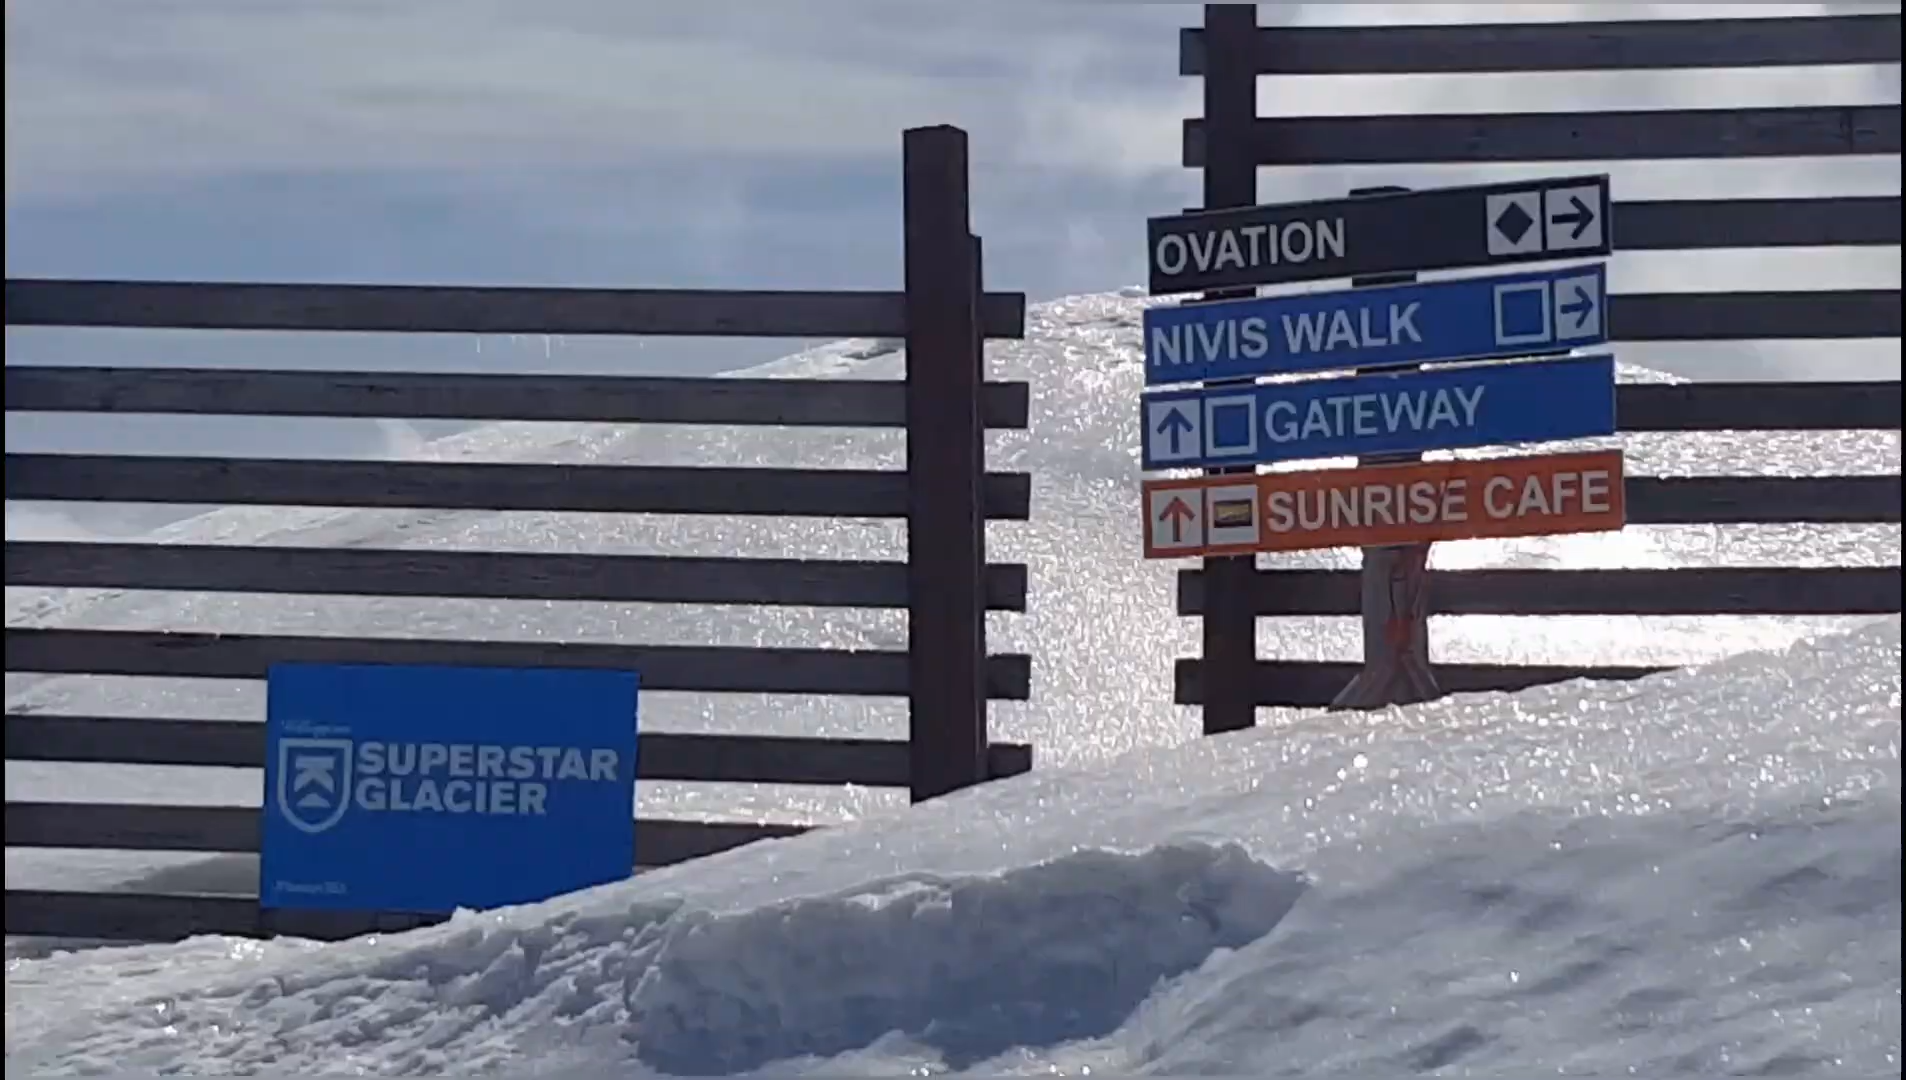 OVATION
NIVIS WALK
GATEWAY
SUNRISE CAFE
SUPERSTAR
GLACIER